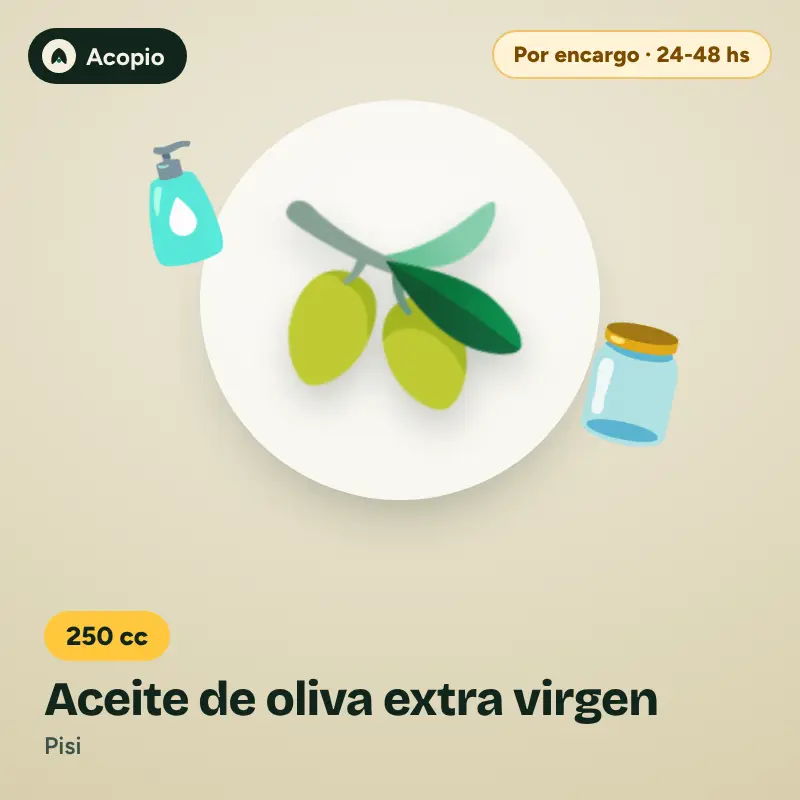 Acopio
Por encargo · 24-48 hs
250 cc
Aceite de oliva extra virgen
Pisi